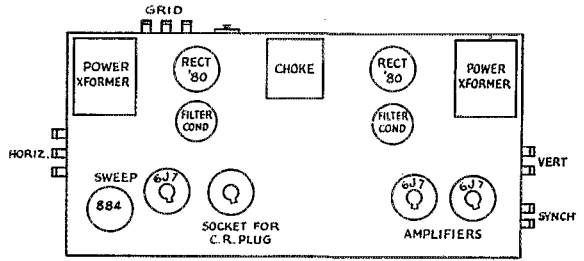 GRID
POWER
XFORMER
RECT
'80
CHOKE
RECT
'80
POWER
XFORMER
FILTER
COND
FILTER
COND
HORIZ.
VERT
SWEEP
884
6J7
SOCKET FOR
C.R. PLUG
6J7
6J7
AMPLIFIERS
SYNCH